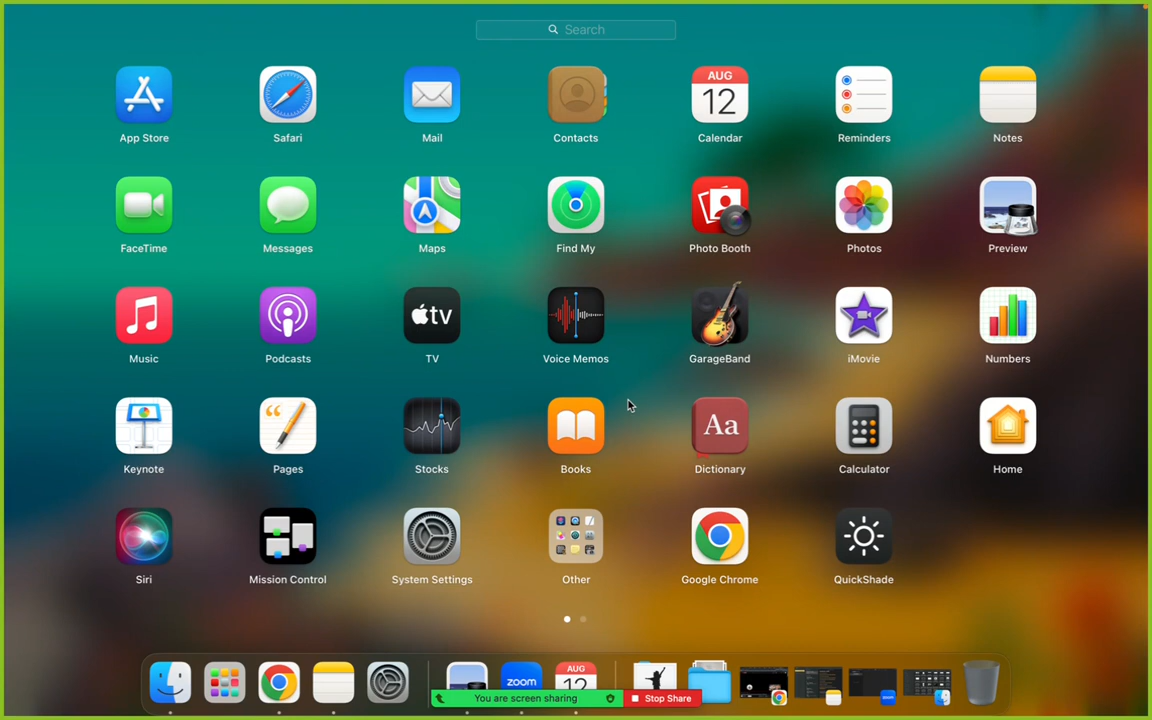 Search
AUG
12
App Store Safari Mail Contacts Calendar Reminders Notes
FaceTime Messages Maps Find My Photo Booth Photos Preview
tv
Music Podcasts TV Voice Memos GarageBand iMovie Numbers
Aa
Keynote Pages Stocks Books Dictionary Calculator Home
Siri Mission Control System Settings Other Google Chrome QuickShade
zoom
AUG
12
You are screen sharing Stop Share